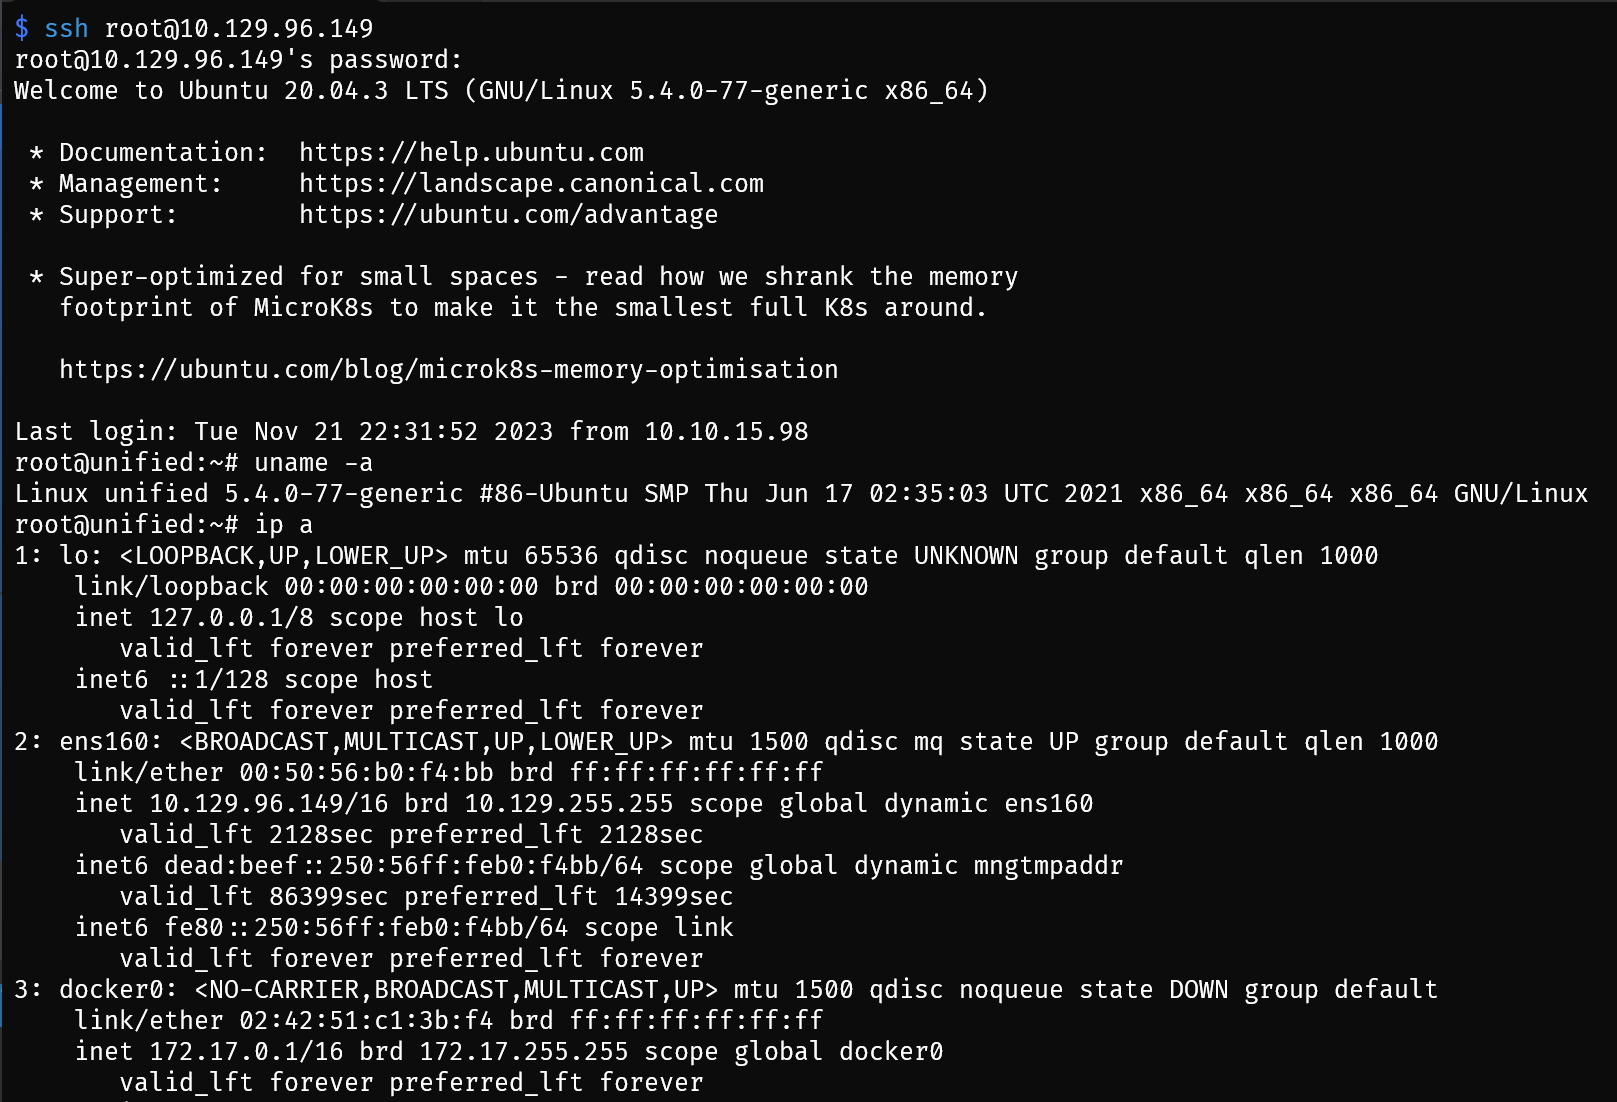 $ ssh root@10.129.96.149
root@10.129.96.149's password:
Welcome to Ubuntu 20.04.3 LTS (GNU/Linux 5.4.0-77-generic x86_64)

 * Documentation:  https://help.ubuntu.com
 * Management:     https://landscape.canonical.com
 * Support:        https://ubuntu.com/advantage

 * Super-optimized for small spaces - read how we shrank the memory
   footprint of MicroK8s to make it the smallest full K8s around.

   https://ubuntu.com/blog/microk8s-memory-optimisation

Last login: Tue Nov 21 22:31:52 2023 from 10.10.15.98
root@unified:~# uname -a
Linux unified 5.4.0-77-generic #86-Ubuntu SMP Thu Jun 17 02:35:03 UTC 2021 x86_64 x86_64 x86_64 GNU/Linux
root@unified:~# ip a
1: lo: <LOOPBACK,UP,LOWER_UP> mtu 65536 qdisc noqueue state UNKNOWN group default qlen 1000
    link/loopback 00:00:00:00:00:00 brd 00:00:00:00:00:00
    inet 127.0.0.1/8 scope host lo
       valid_lft forever preferred_lft forever
    inet6 ::1/128 scope host
       valid_lft forever preferred_lft forever
2: ens160: <BROADCAST,MULTICAST,UP,LOWER_UP> mtu 1500 qdisc mq state UP group default qlen 1000
    link/ether 00:50:56:b0:f4:bb brd ff:ff:ff:ff:ff:ff
    inet 10.129.96.149/16 brd 10.129.255.255 scope global dynamic ens160
       valid_lft 2128sec preferred_lft 2128sec
    inet6 dead:beef::250:56ff:feb0:f4bb/64 scope global dynamic mngtmpaddr
       valid_lft 86399sec preferred_lft 14399sec
    inet6 fe80::250:56ff:feb0:f4bb/64 scope link
       valid_lft forever preferred_lft forever
3: docker0: <NO-CARRIER,BROADCAST,MULTICAST,UP> mtu 1500 qdisc noqueue state DOWN group default
    link/ether 02:42:51:c1:3b:f4 brd ff:ff:ff:ff:ff:ff
    inet 172.17.0.1/16 brd 172.17.255.255 scope global docker0
       valid_lft forever preferred_lft forever